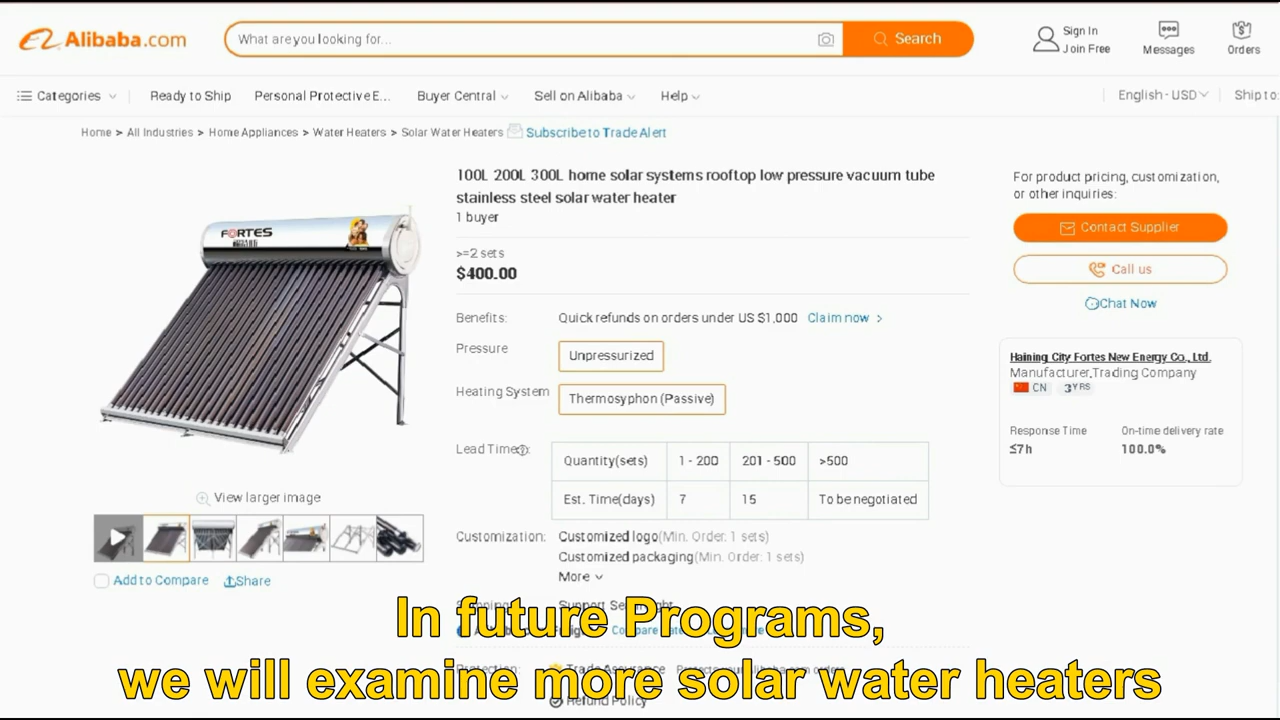 Alibaba.com
What are you looking for...
Search
Sign In
Join Free
Messages
Orders
Categories
Ready to Ship
Personal Protective E...
Buyer Central
Sell on Alibaba
Help
English - USD
Ship to:
Home > All Industries > Home Appliances > Water Heaters > Solar Water Heaters
Subscribe to Trade Alert
100L 200L 300L home solar systems rooftop low pressure vacuum tube
stainless steel solar water heater
1 buyer
>=2 sets
$400.00
Benefits: Quick refunds on orders under US $1,000 Claim now >
Pressure Unpressurized
Heating System Thermosyphon (Passive)
Lead Time
Quantity(sets) 1 - 200 201 - 500 >500
Est. Time(days) 7 15 To be negotiated
Customization: Customized logo(Min. Order: 1 sets)
Customized packaging(Min. Order: 1 sets)
More
FORTES
View larger image
Add to Compare
Share
For product pricing, customization,
or other inquiries:
Contact Supplier
Call us
Chat Now
Haining City Fortes New Energy Co., Ltd.
Manufacturer,Trading Company
CN 3YRS
Response Time On-time delivery rate
≤7h 100.0%
Trade Assurance
Refund Policy
In future Programs,
we will examine more solar water heaters